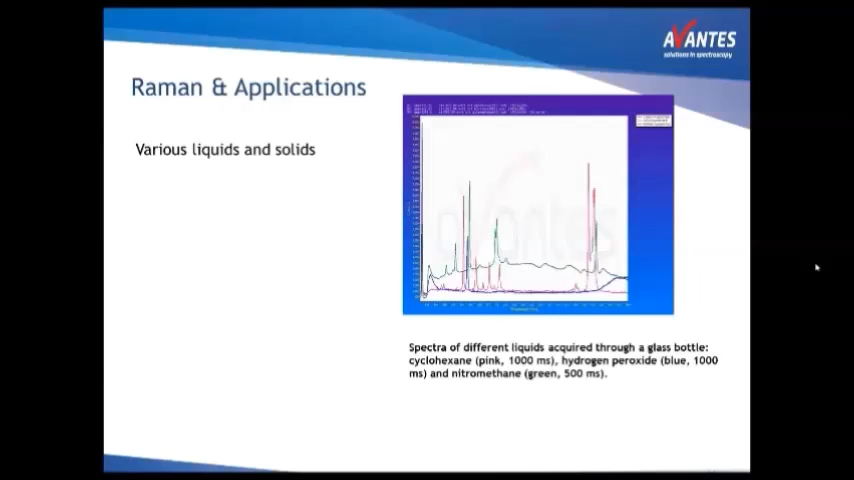 AVANTES
solutions in spectroscopy
Raman & Applications
Various liquids and solids
avantes
Spectra of different liquids acquired through a glass bottle:
cyclohexane (pink, 1000 ms), hydrogen peroxide (blue, 1000
ms) and nitromethane (green, 500 ms).